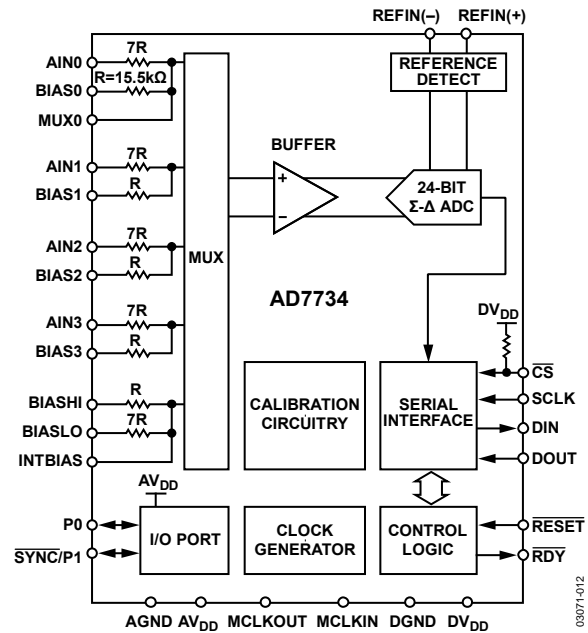 REFIN(–) REFIN(+)
REFERENCE
DETECT
AIN0
7R
R=15.5kΩ
BIAS0
MUX0
AIN1
7R
BIAS1
R
AIN2
7R
BIAS2
R
AIN3
7R
BIAS3
R
BIASHI
R
BIASLO
7R
INTBIAS
MUX
BUFFER
+
–
24-BIT
Σ-Δ ADC
AD7734
DVDD
CS
SCLK
DIN
DOUT
CALIBRATION
CIRCUITRY
SERIAL
INTERFACE
AVDD
P0
SYNC/P1
I/O PORT
CLOCK
GENERATOR
CONTROL
LOGIC
RESET
RDY
AGND AVDD MCLKOUT MCLKIN DGND DVDD
03071-012